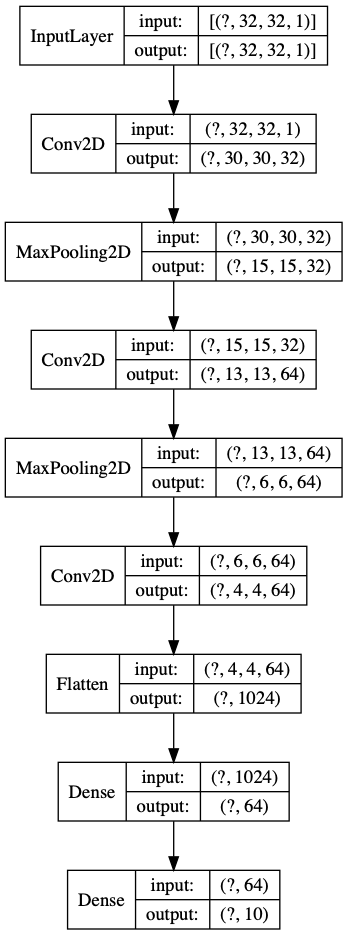 InputLayer input: [(?, 32, 32, 1)]
output: [(?, 32, 32, 1)]
Conv2D input: (?, 32, 32, 1)
output: (?, 30, 30, 32)
MaxPooling2D input: (?, 30, 30, 32)
output: (?, 15, 15, 32)
Conv2D input: (?, 15, 15, 32)
output: (?, 13, 13, 64)
MaxPooling2D input: (?, 13, 13, 64)
output: (?, 6, 6, 64)
Conv2D input: (?, 6, 6, 64)
output: (?, 4, 4, 64)
Flatten input: (?, 4, 4, 64)
output: (?, 1024)
Dense input: (?, 1024)
output: (?, 64)
Dense input: (?, 64)
output: (?, 10)